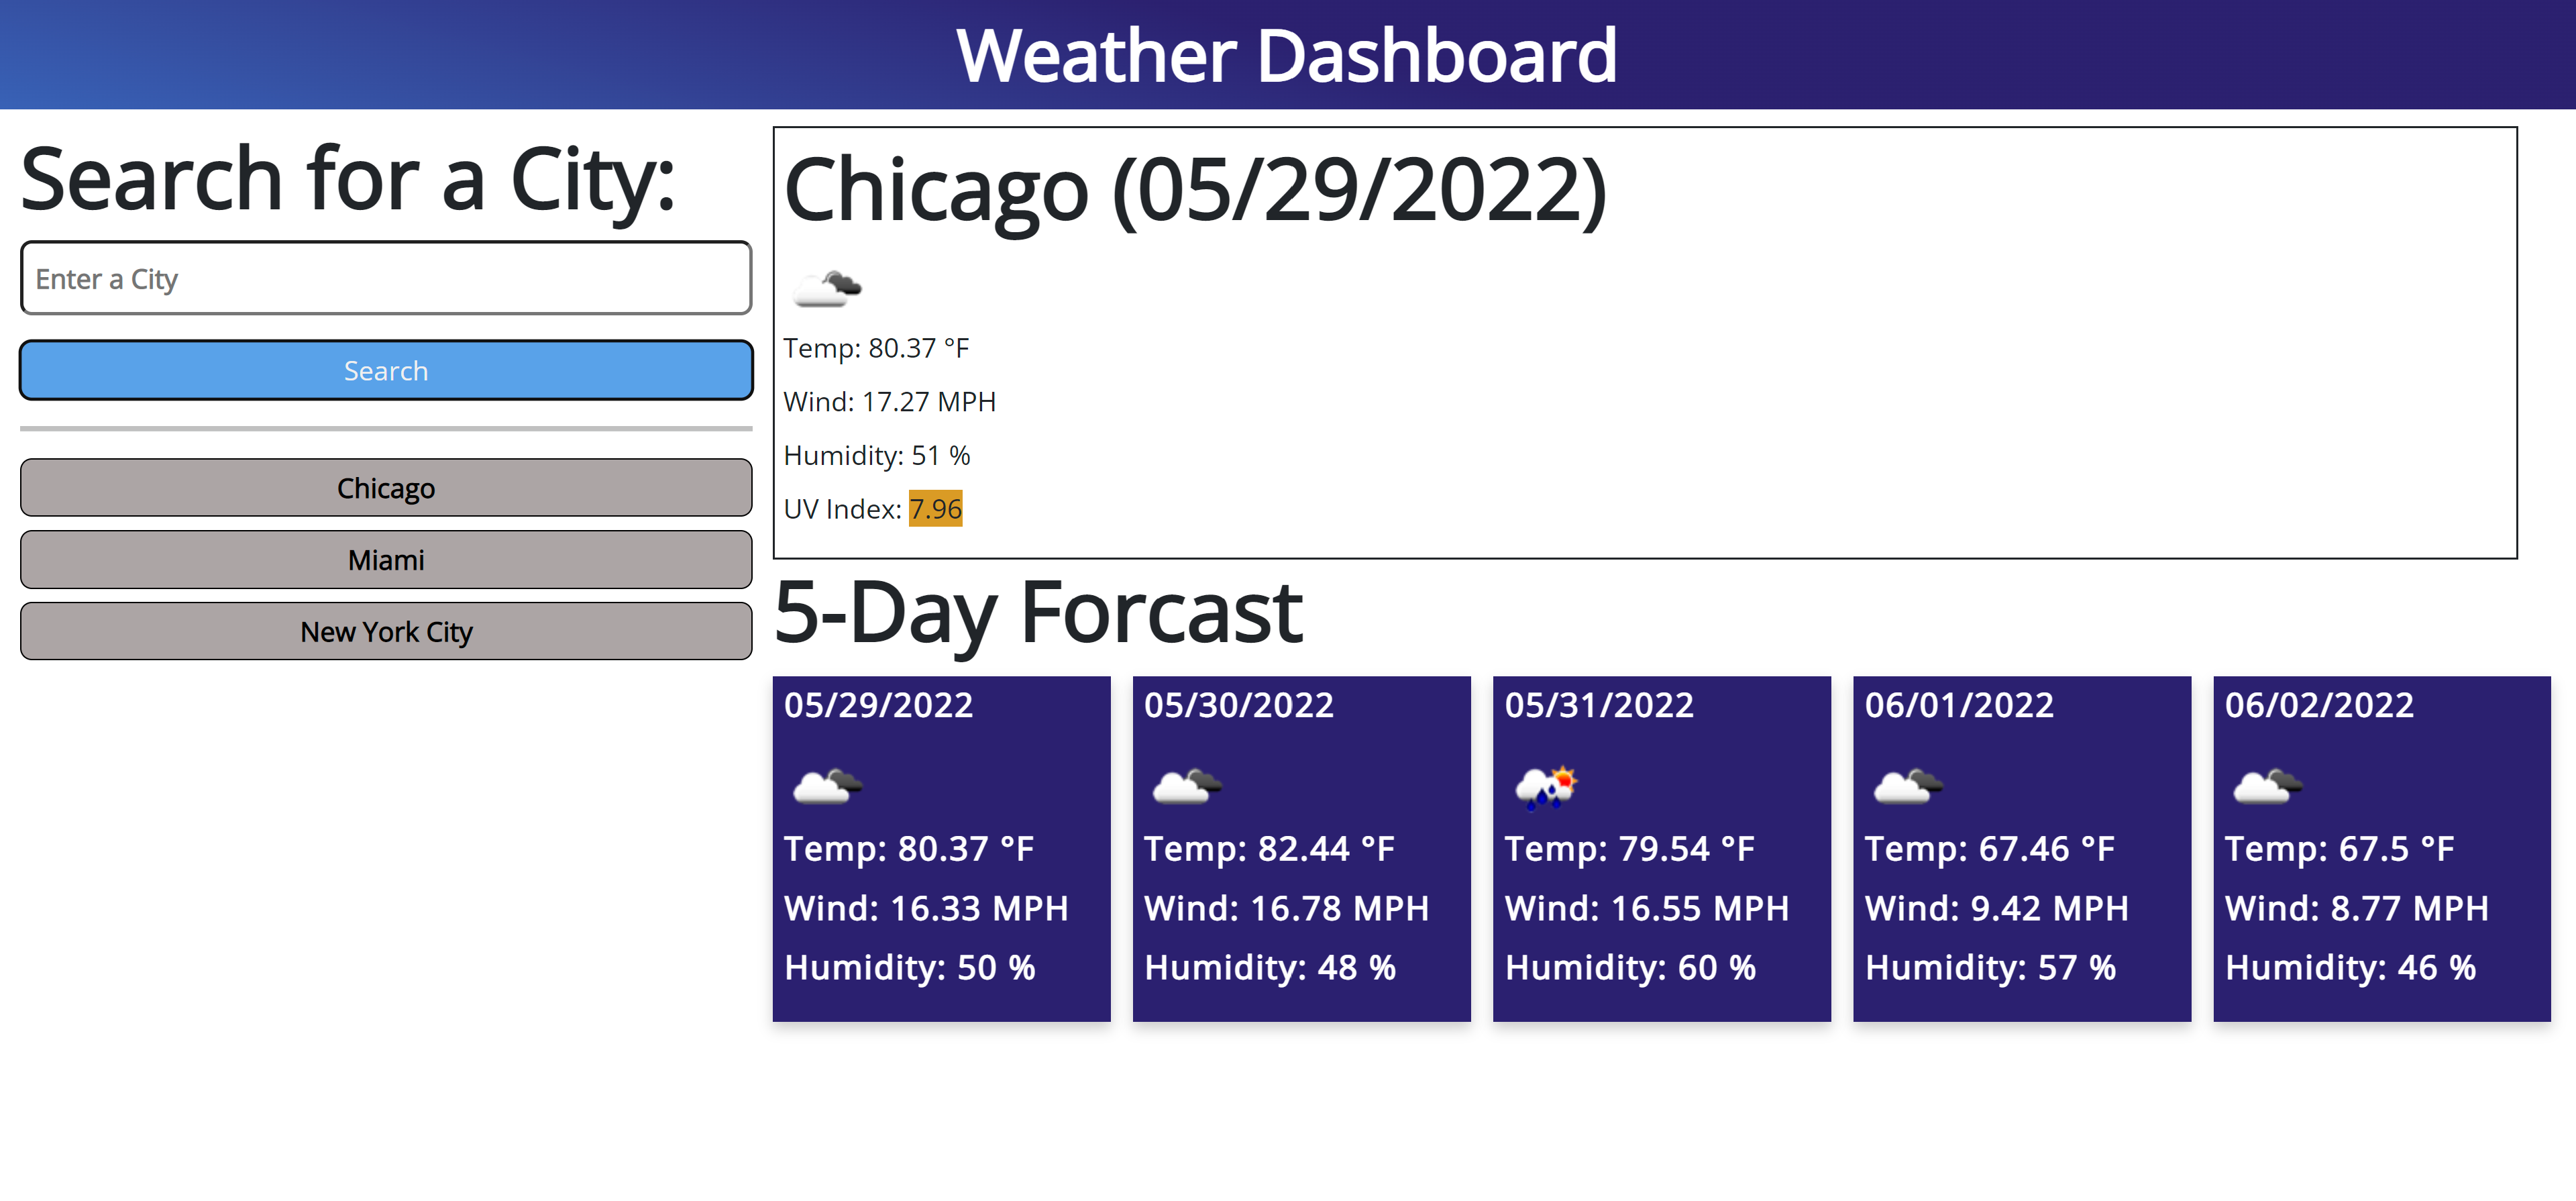 Weather Dashboard
Search for a City:
Enter a City
Search
Chicago
Miami
New York City
Chicago (05/29/2022)
Temp: 80.37 °F
Wind: 17.27 MPH
Humidity: 51 %
UV Index: 7.96
5-Day Forcast
05/29/2022
Temp: 80.37 °F
Wind: 16.33 MPH
Humidity: 50 %
05/30/2022
Temp: 82.44 °F
Wind: 16.78 MPH
Humidity: 48 %
05/31/2022
Temp: 79.54 °F
Wind: 16.55 MPH
Humidity: 60 %
06/01/2022
Temp: 67.46 °F
Wind: 9.42 MPH
Humidity: 57 %
06/02/2022
Temp: 67.5 °F
Wind: 8.77 MPH
Humidity: 46 %